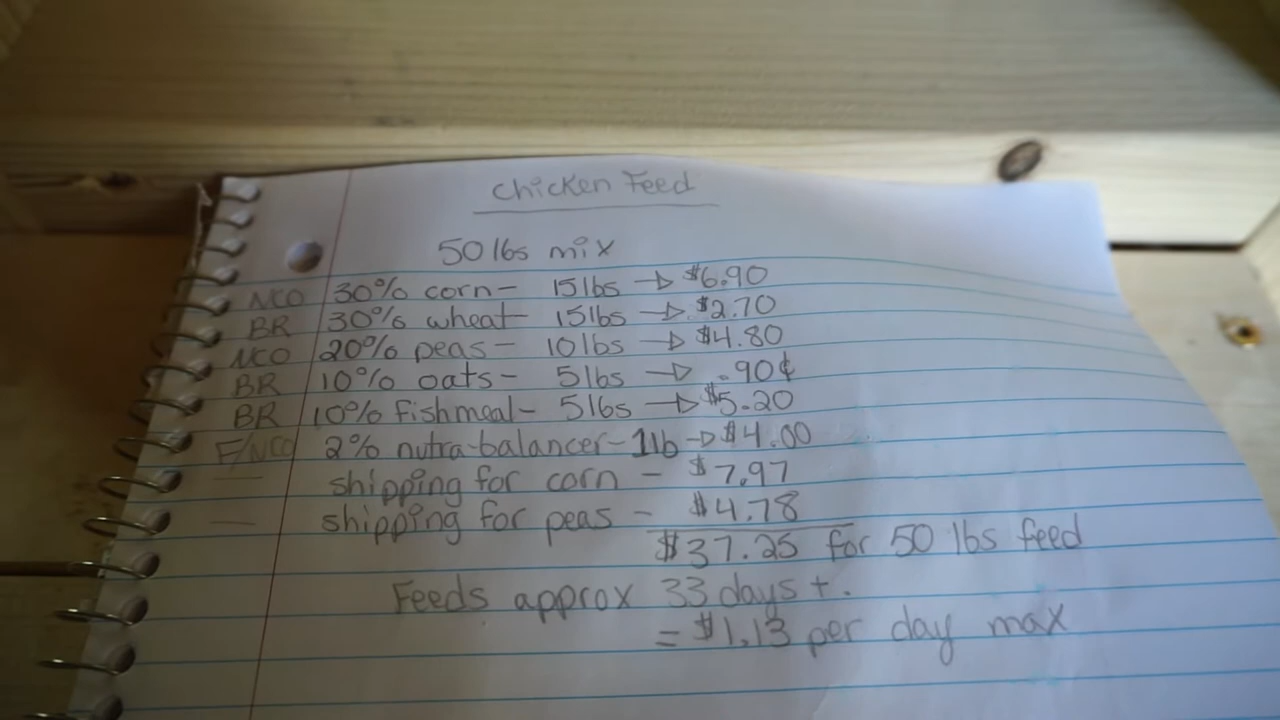 Chicken Feed
50 lbs mix
NCO 30% corn- 15lbs → $6.90
BR 30% wheat- 15lbs → $2.70
NCO 20% peas- 10lbs → $4.80
BR 10% oats- 5lbs → .90¢
BR 10% fishmeal- 5lbs → $5.20
F/NCO 2% nutra-balancer- 1lb → $4.00
— shipping for corn - $7.97
— shipping for peas - $4.78
$37.25 for 50 lbs feed
Feeds approx 33 days +.
= $1.13 per day max